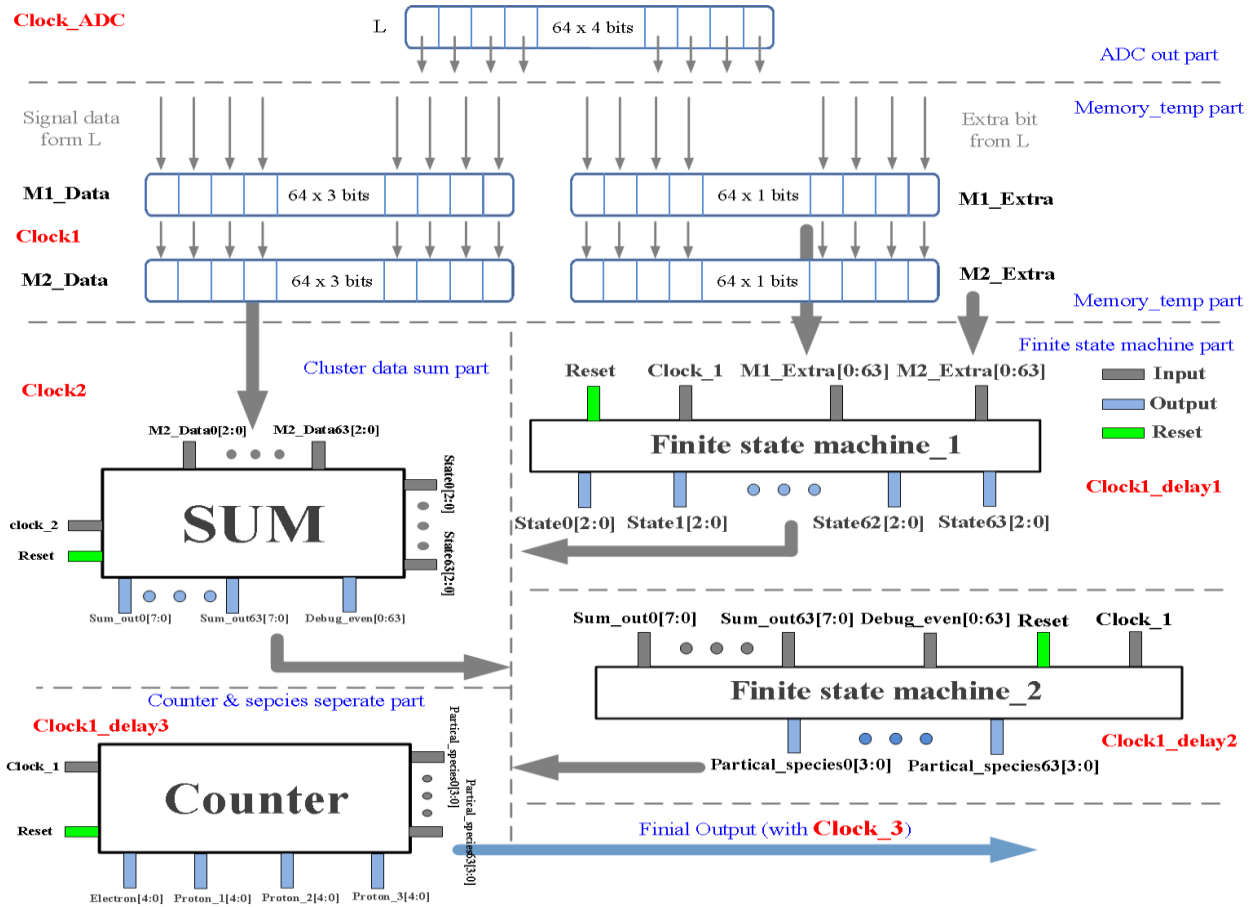 Clock_ADC
L
64 x 4 bits
ADC out part
Memory_temp part
Signal data
form L
Extra bit
from L
M1_Data
64 x 3 bits
64 x 1 bits
M1_Extra
Clock1
M2_Data
64 x 3 bits
64 x 1 bits
M2_Extra
Memory_temp part
Cluster data sum part
Finite state machine part
Clock2
Reset
Clock_1
M1_Extra[0:63]
M2_Extra[0:63]
Input
Output
Reset
M2_Data0[2:0]
M2_Data63[2:0]
Finite state machine_1
Clock1_delay1
State0[2:0]
State63[2:0]
SUM
clock_2
Reset
State0[2:0]
State1[2:0]
State62[2:0]
State63[2:0]
Sum_out0[7:0]
Sum_out63[7:0]
Debug_even[0:63]
Sum_out0[7:0]
Sum_out63[7:0]
Debug_even[0:63]
Reset
Clock_1
Finite state machine_2
Clock1_delay2
Partical_species0[3:0]
Partical_species63[3:0]
Counter & sepcies seperate part
Clock1_delay3
Clock_1
Reset
Counter
Partical_species0[3:0]
Partical_species63[3:0]
Electron[4:0]
Proton_1[4:0]
Proton_2[4:0]
Proton_3[4:0]
Finial Output (with Clock_3)